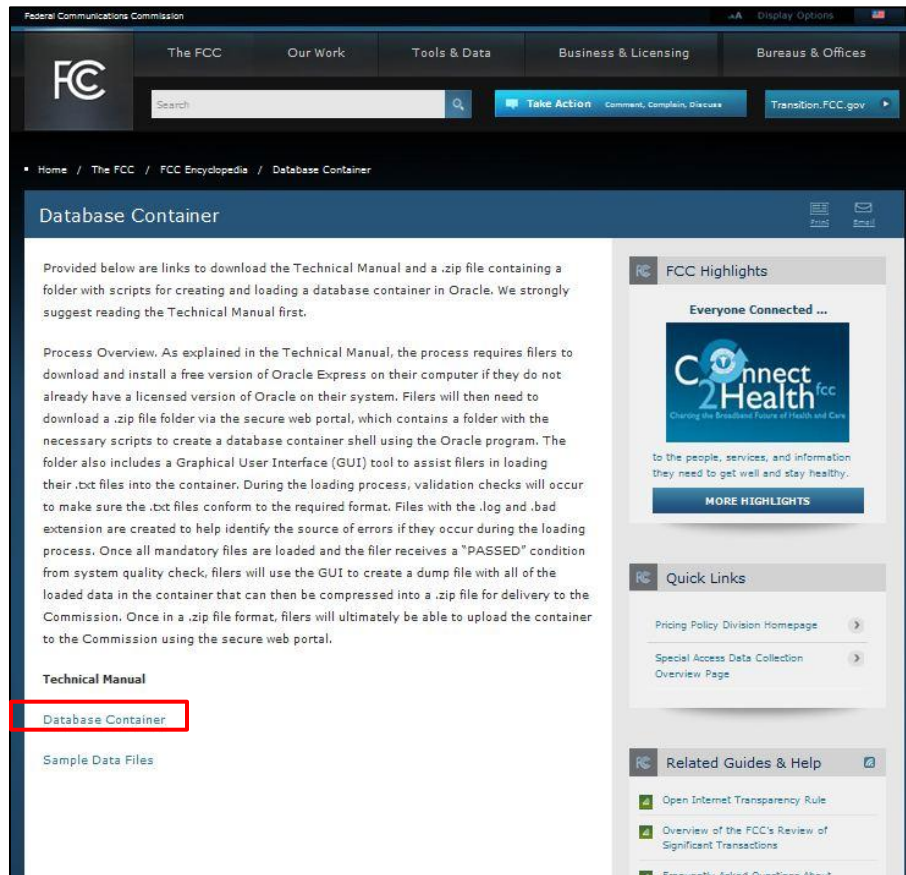 Federal Communications Commission
AA Display Options
FCC
The FCC
Our Work
Tools & Data
Business & Licensing
Bureaus & Offices
Search
Take Action Comment, Complain, Discuss
Transition.FCC.gov
Home / The FCC / FCC Encyclopedia / Database Container
Database Container
Print
Email
Provided below are links to download the Technical Manual and a .zip file containing a
folder with scripts for creating and loading a database container in Oracle. We strongly
suggest reading the Technical Manual first.
Process Overview. As explained in the Technical Manual, the process requires filers to
download and install a free version of Oracle Express on their computer if they do not
already have a licensed version of Oracle on their system. Filers will then need to
download a .zip file folder via the secure web portal, which contains a folder with the
necessary scripts to create a database container shell using the Oracle program. The
folder also includes a Graphical User Interface (GUI) tool to assist filers in loading
their .txt files into the container. During the loading process, validation checks will occur
to make sure the .txt files conform to the required format. Files with the .log and .bad
extension are created to help identify the source of errors if they occur during the loading
process. Once all mandatory files are loaded and the filer receives a "PASSED" condition
from system quality check, filers will use the GUI to create a dump file with all of the
loaded data in the container that can then be compressed into a .zip file for delivery to the
Commission. Once in a .zip file format, filers will ultimately be able to upload the container
to the Commission using the secure web portal.
Technical Manual
Database Container
Sample Data Files
FCC Highlights
Everyone Connected ...
Connect
2Health fcc
Charting the Broadband Future of Health and Care
to the people, services, and information
they need to get well and stay healthy.
MORE HIGHLIGHTS
Quick Links
Pricing Policy Division Homepage
Special Access Data Collection
Overview Page
Related Guides & Help
Open Internet Transparency Rule
Overview of the FCC's Review of
Significant Transactions
Frequently Asked Questions About